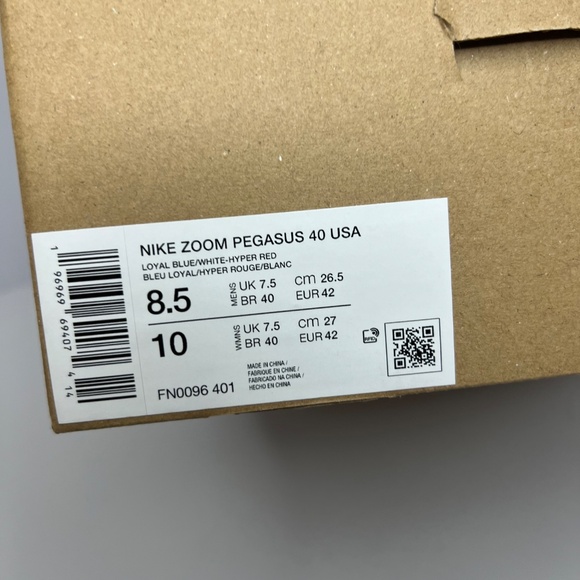 NIKE ZOOM PEGASUS 40 USA
LOYAL BLUE/WHITE-HYPER RED
BLEU LOYAL/HYPER ROUGE/BLANC
8.5 MENS UK 7.5 CM 26.5
BR 40 EUR 42
10 WMNS UK 7.5 CM 27
BR 40 EUR 42
RFID
FN0096 401
MADE IN CHINA /
FABRIQUE EN CHINE /
FABRICADO NA CHINA /
HECHO EN CHINA
1 96969 69407 4 14